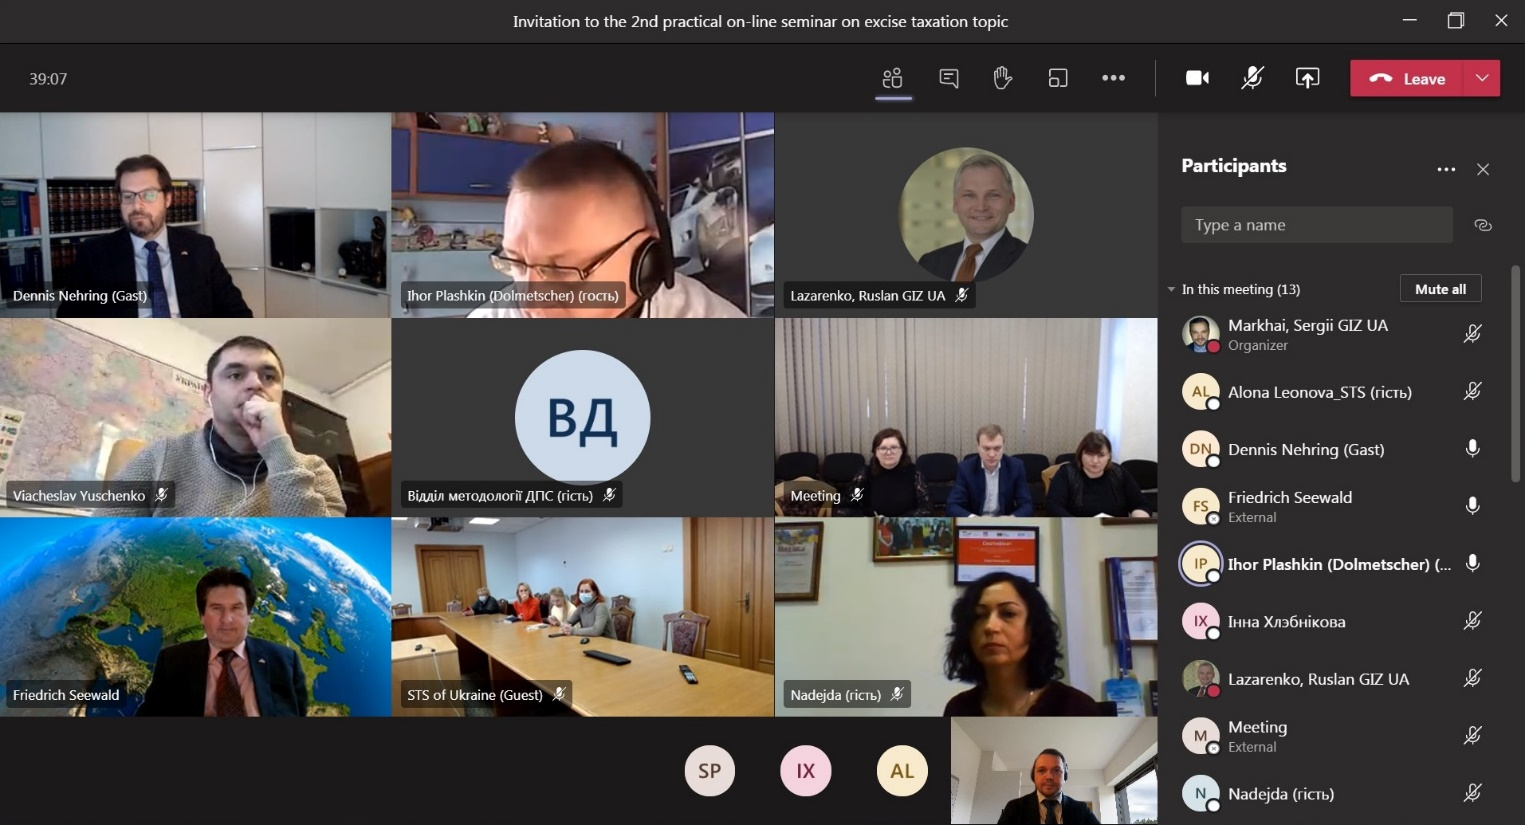 Invitation to the 2nd practical on-line seminar on excise taxation topic
39:07
Leave
Dennis Nehring (Gast)
Ihor Plashkin (Dolmetscher) (гость)
Lazarenko, Ruslan GIZ UA
Viacheslav Yuschenko
ВД
Відділ методології ДПС (гість)
Meeting
Friedrich Seewald
STS of Ukraine (Guest)
Nadejda (гість)
SP
IX
AL
Participants
Type a name
In this meeting (13)
Mute all
Markhai, Sergii GIZ UA
Organizer
AL
Alona Leonova_STS (гість)
DN
Dennis Nehring (Gast)
FS
Friedrich Seewald
External
IP
Ihor Plashkin (Dolmetscher) (...
ІХ
Інна Хлэбнікова
Lazarenko, Ruslan GIZ UA
M
Meeting
External
N
Nadejda (гість)